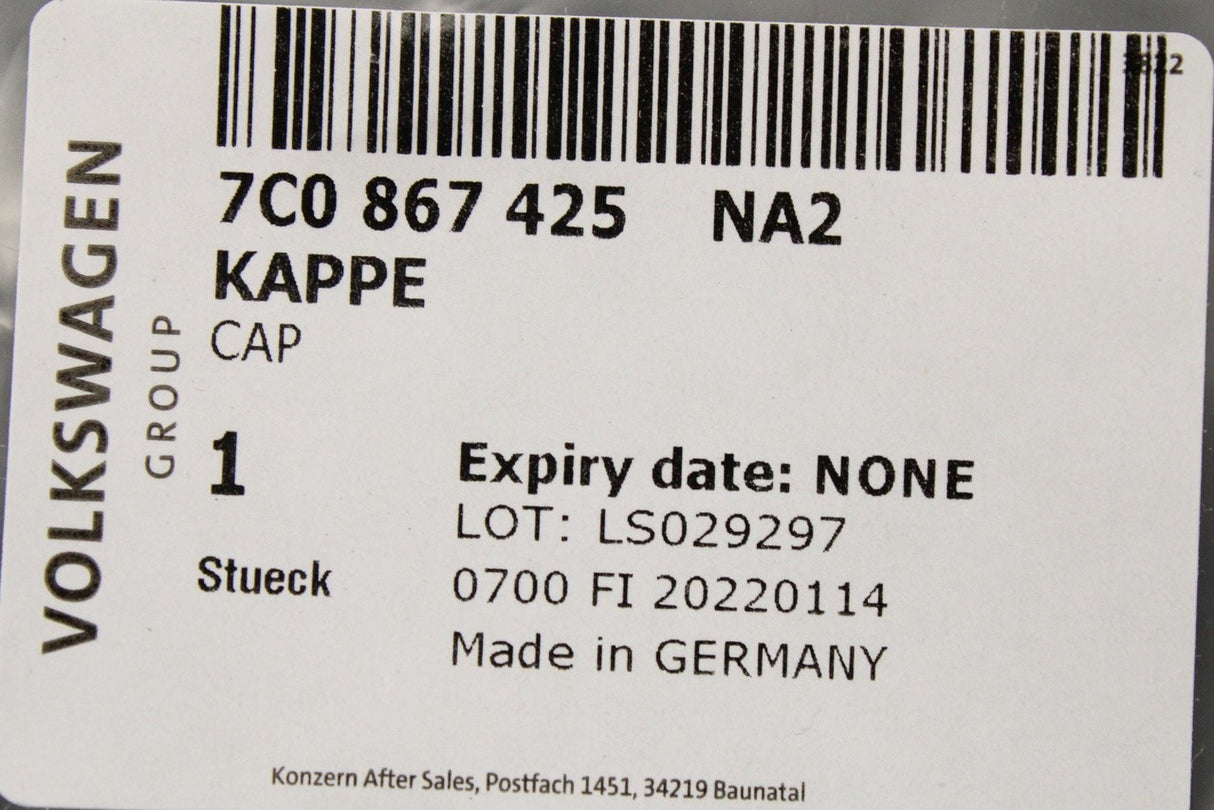 7C0 867 425 NA2
KAPPE
CAP
1
Stueck
Expiry date: NONE
LOT: LS029297
0700 FI 20220114
Made in GERMANY
VOLKSWAGEN
GROUP
Konzern After Sales, Postfach 1451, 34219 Baunatal